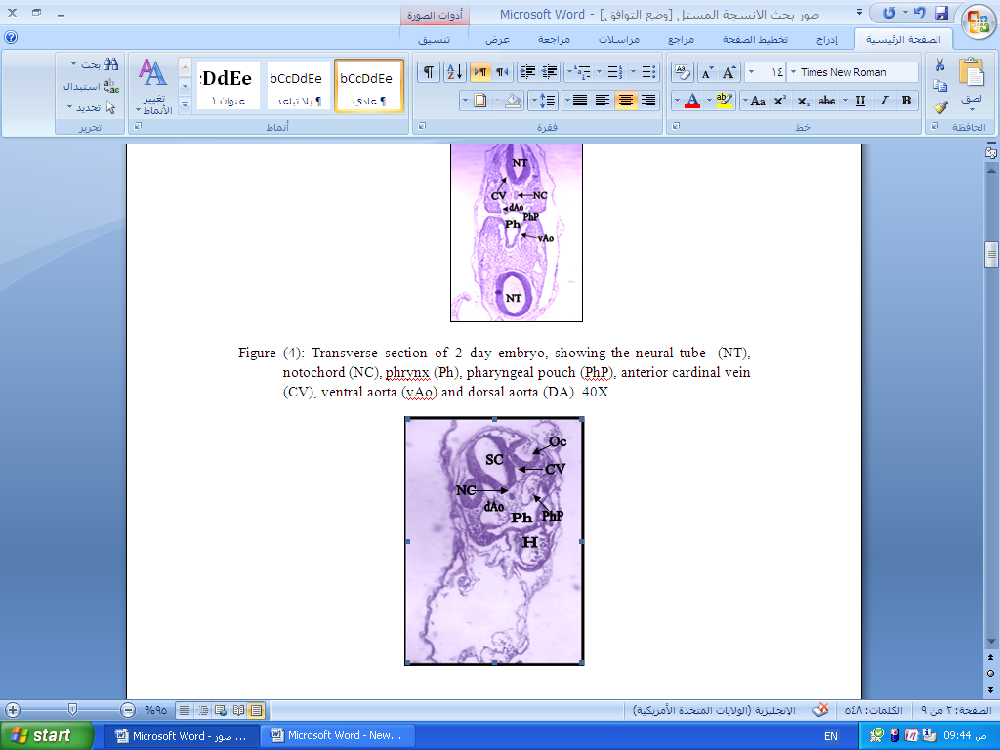 صور بحث الانسجة المستل [وضع التوافق] - Microsoft Word
أدوات الصورة
الصفحة الرئيسية
إدراج
تخطيط الصفحة
مراجع
مراسلات
مراجعة
عرض
تنسيق
لصق
الحافظة
Times New Roman
١٤
خط
فقرة
bCcDdEe
¶ عادي
bCcDdEe
¶ بلا تباعد
DdEe
عنوان ١
تغيير الأنماط
أنماط
بحث
استبدال
تحديد
تحرير
NT
CV
NC
dAo
PhP
Ph
vAo
NT
Figure (4): Transverse section of 2 day embryo, showing the neural tube (NT),
notochord (NC), phrynx (Ph), pharyngeal pouch (PhP), anterior cardinal vein
(CV), ventral aorta (vAo) and dorsal aorta (DA) .40X.
Oc
SC
CV
NC
dAo
Ph
PhP
H
الصفحة: ٢ من ٩
الكلمات: ٥٤٨
الإنجليزية (الولايات المتحدة الأمريكية)
٩٥%
start
Microsoft Word - صور ...
Microsoft Word - New...
EN
09:44 ص